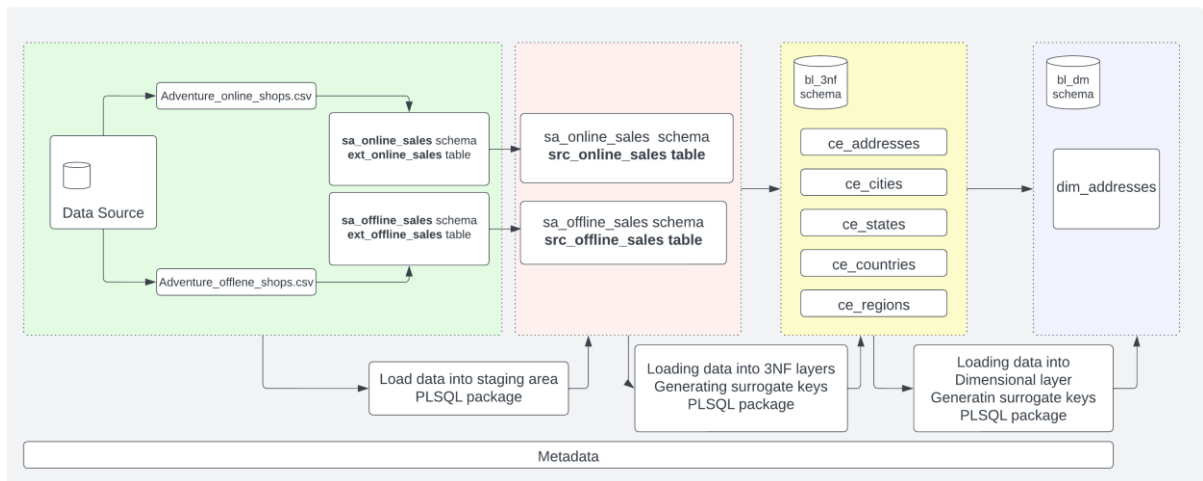 Adventure_online_shops.csv
Data Source
Adventure_offlene_shops.csv
sa_online_sales schema
ext_online_sales table
sa_offline_sales schema
ext_offline_sales table
sa_online_sales schema
src_online_sales table
sa_offline_sales schema
src_offline_sales table
bl_3nf
schema
ce_addresses
ce_cities
ce_states
ce_countries
ce_regions
bl_dm
schema
dim_addresses
Load data into staging area
PLSQL package
Loading data into 3NF layers
Generating surrogate keys
PLSQL package
Loading data into
Dimensional layer
Generatin surrogate keys
PLSQL package
Metadata